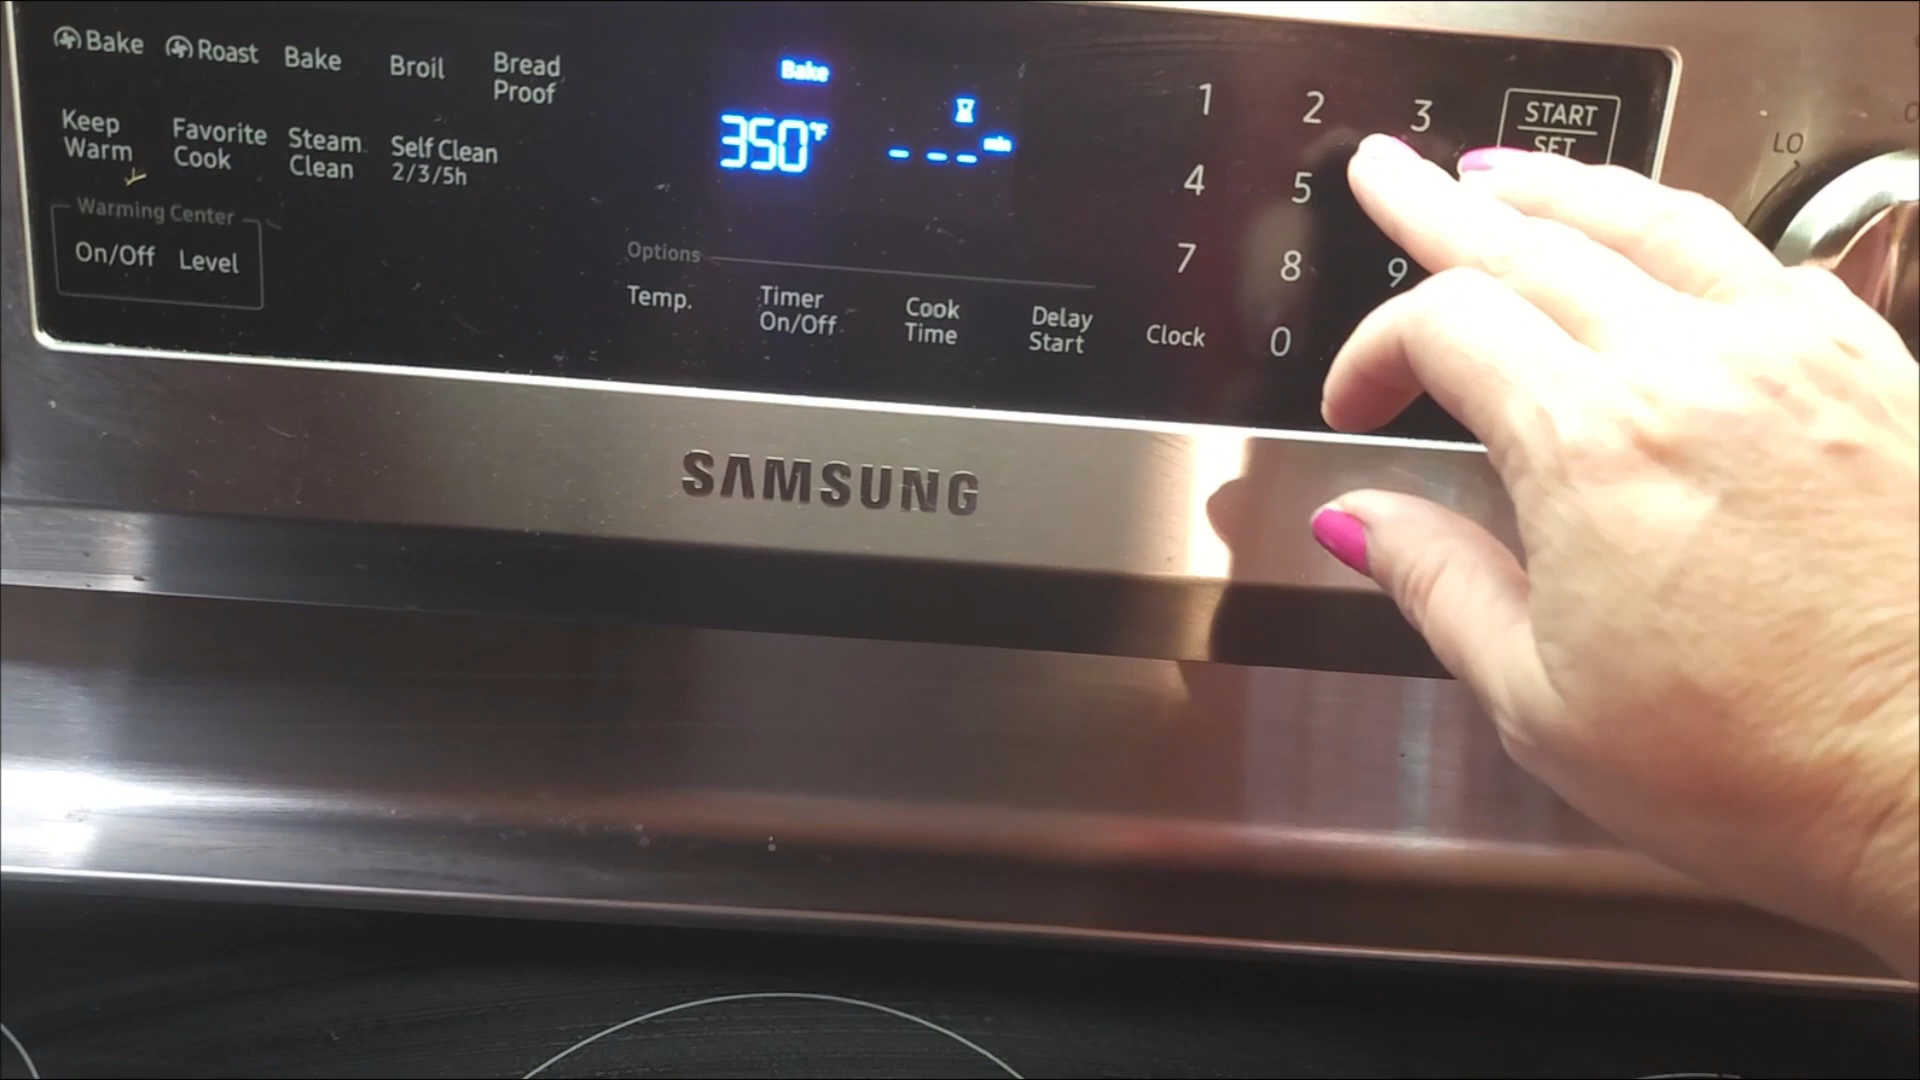 Bake Roast Bake Broil Bread Proof
Keep Warm Favorite Cook Steam Clean Self Clean 2/3/5h
Warming Center
On/Off Level
Bake
350°F
- - - min
Options
Temp. Timer On/Off Cook Time Delay Start
1 2 3
4 5
7 8 9
Clock 0
START
SET
LO
SAMSUNG